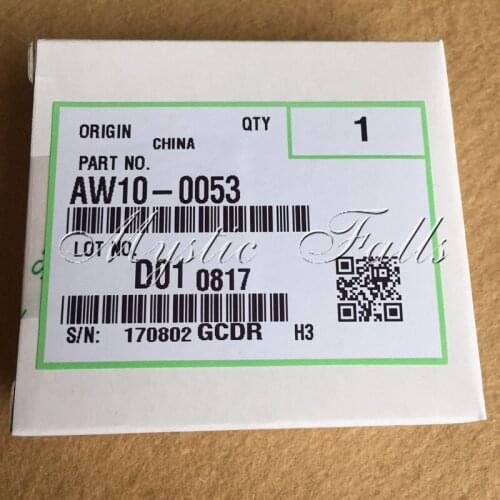 ORIGIN CHINA
QTY 1
PART NO.
AW10-0053
Mystic Falls
LOT NO.
D01 0817
S/N: 170802 GCDR H3